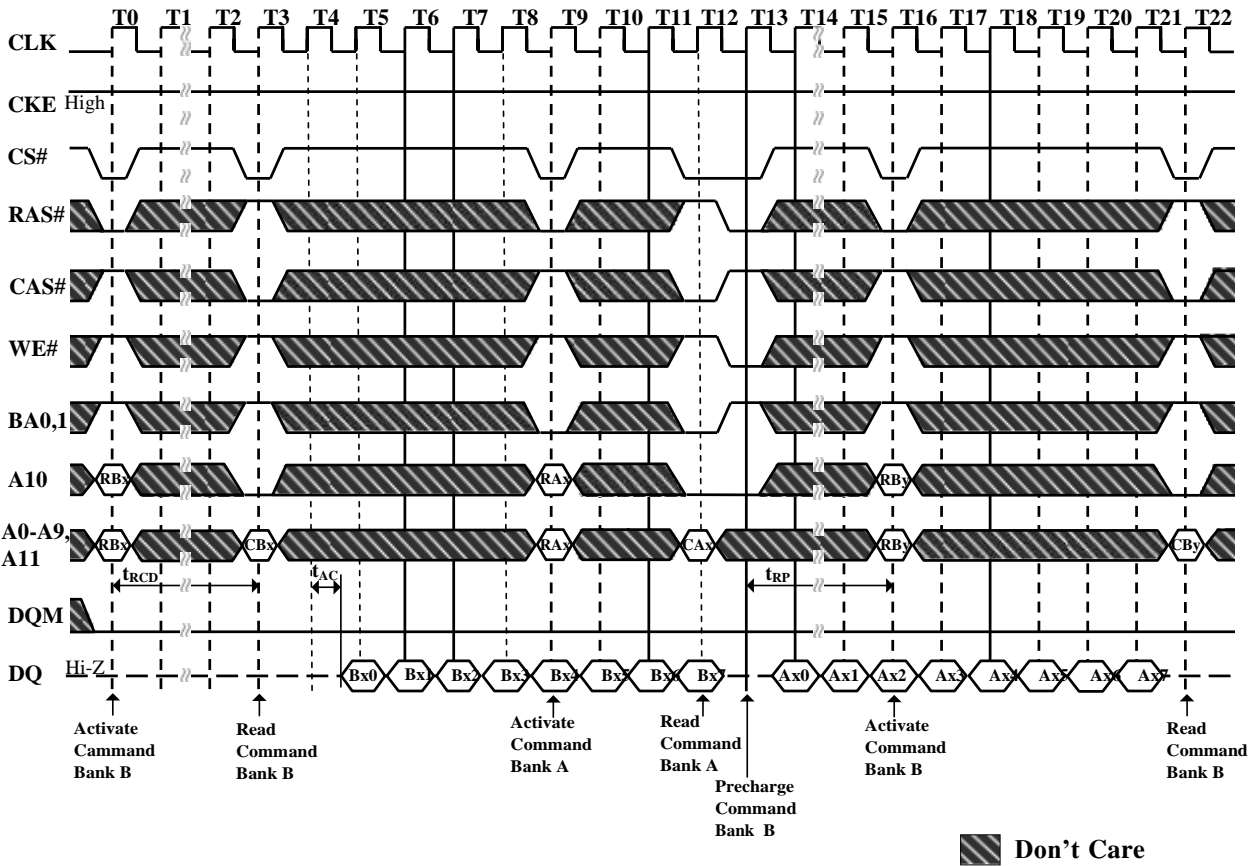 T0 T1 T2 T3 T4 T5 T6 T7 T8 T9 T10 T11 T12 T13 T14 T15 T16 T17 T18 T19 T20 T21 T22
CLK
CKE High
CS#
RAS#
CAS#
WE#
BA0,1
A10 RBx RAx RBy
A0-A9, A11 RBx CBx RAx CAx RBy CBy
tRCD tAC tRP
DQM
DQ Hi-Z Bx0 Bx1 Bx2 Bx3 Bx4 Bx5 Bx6 Bx7 Ax0 Ax1 Ax2 Ax3 Ax4 Ax5 Ax6 Ax7
Activate
Cammand
Bank B
Read
Command
Bank B
Activate
Command
Bank A
Read
Command
Bank A
Precharge
Command
Bank B
Activate
Command
Bank B
Read
Command
Bank B
Don't Care